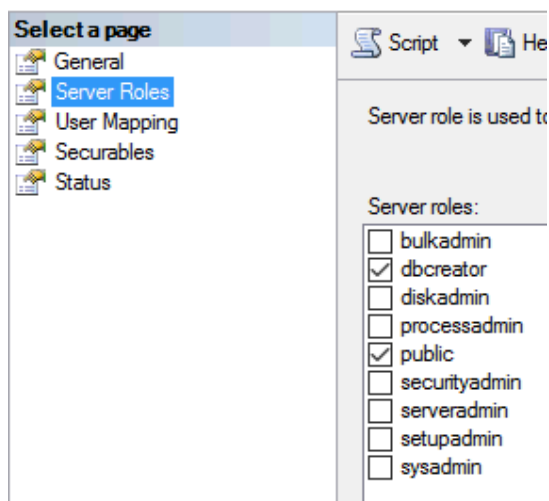 Select a page
General
Server Roles
User Mapping
Securables
Status
Script
Server role is used
Server roles:
bulkadmin
dbcreator
diskadmin
processadmin
public
securityadmin
serveradmin
setupadmin
sysadmin